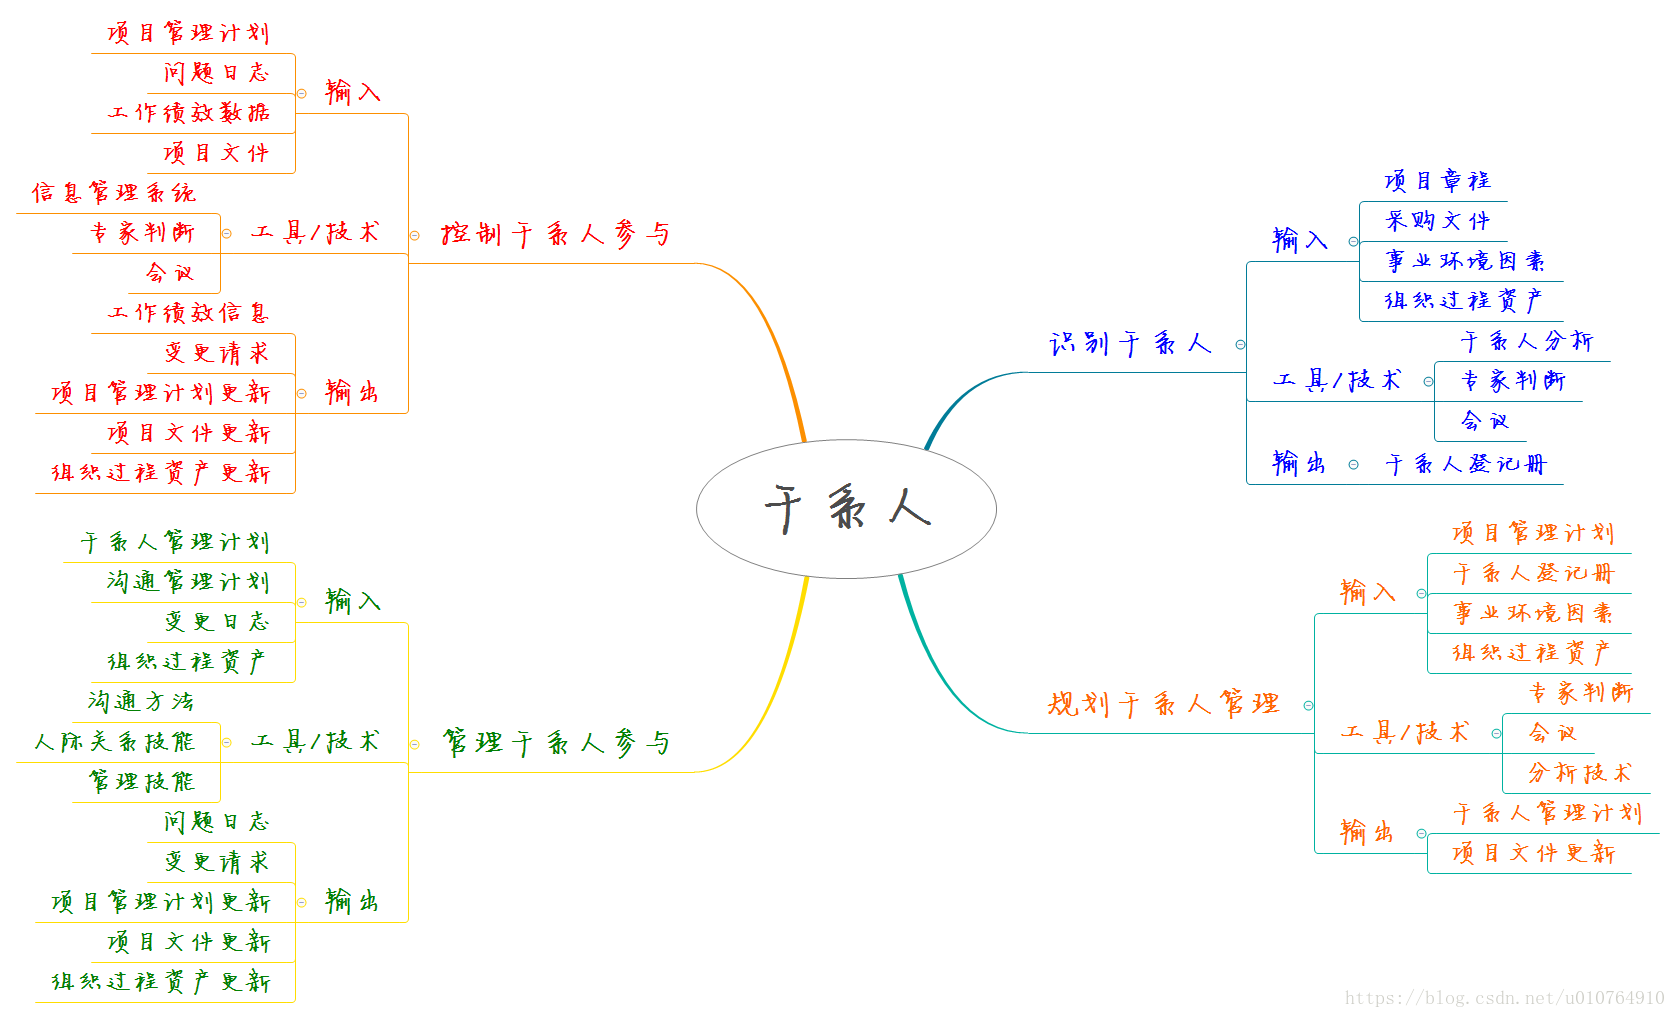 干系人
识别干系人
输入
项目章程
采购文件
事业环境因素
组织过程资产
工具/技术
干系人分析
专家判断
会议
输出
干系人登记册
规划干系人管理
输入
项目管理计划
干系人登记册
事业环境因素
组织过程资产
工具/技术
专家判断
会议
分析技术
输出
干系人管理计划
项目文件更新
管理干系人参与
输入
干系人管理计划
沟通管理计划
变更日志
组织过程资产
工具/技术
沟通方法
人际关系技能
管理技能
输出
问题日志
变更请求
项目管理计划更新
项目文件更新
组织过程资产更新
控制干系人参与
输入
项目管理计划
问题日志
工作绩效数据
项目文件
工具/技术
信息管理系统
专家判断
会议
输出
工作绩效信息
变更请求
项目管理计划更新
项目文件更新
组织过程资产更新
https://blog.csdn.net/u010764910